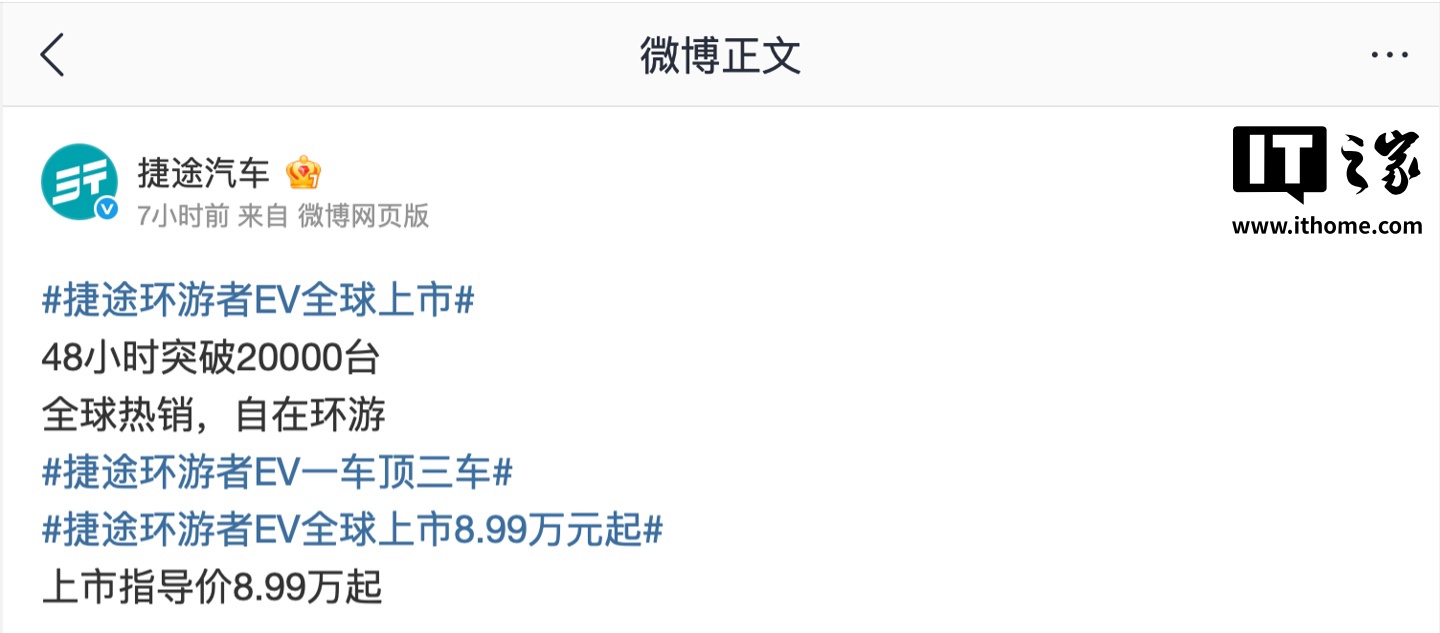 微博正文
捷途汽车
7小时前 来自 微博网页版
IT之家
www.ithome.com
#捷途环游者EV全球上市#
48小时突破20000台
全球热销，自在环游
#捷途环游者EV一车顶三车#
#捷途环游者EV全球上市8.99万元起#
上市指导价8.99万起